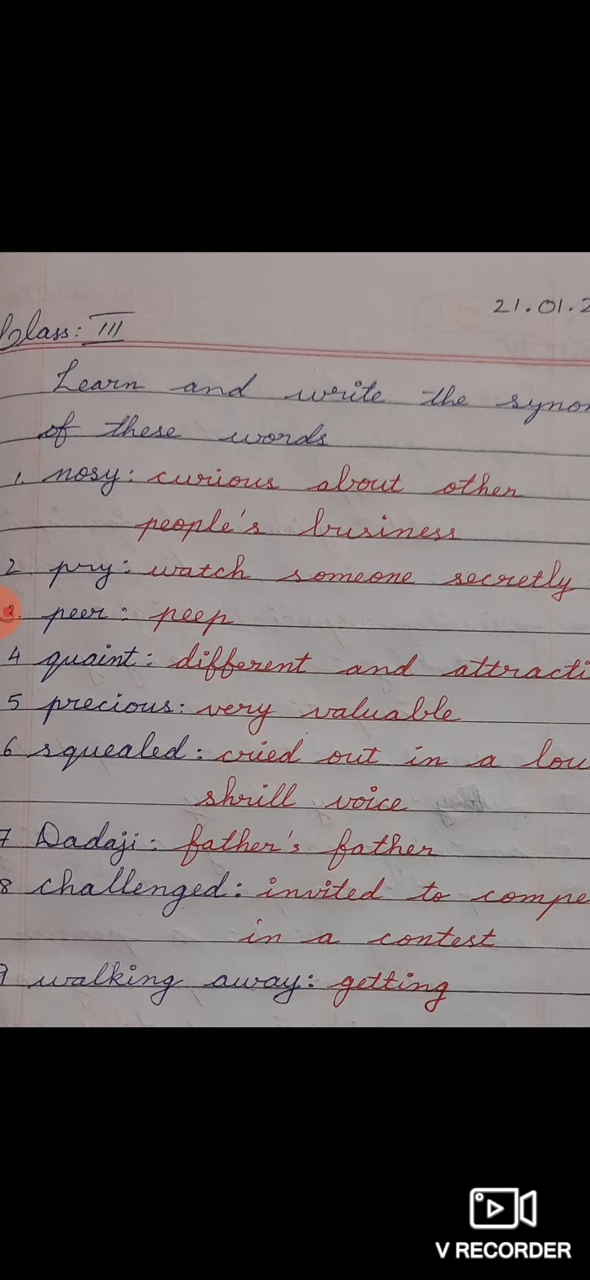 21.01.2
Class: III
Learn and write the syno
of these words
1. nosy: curious about other
people's business
2 pry: watch someone secretly
3. peer: peep
4 quaint: different and attracti
5 precious: very valuable
6 squealed: cried out in a lou
shrill voice
7 Dadaji: father's father
8 challenged: invited to compe
in a contest
9 walking away: getting
V RECORDER